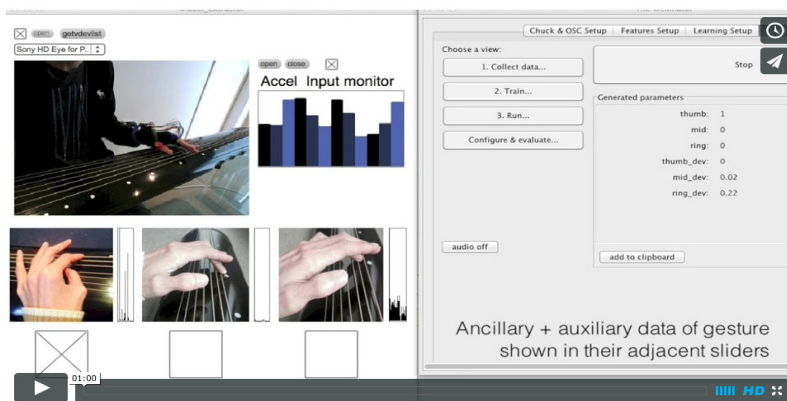 open getvdevlist
Sony HD Eye for P..
open close
Accel Input monitor
Chuck & OSC Setup Features Setup Learning Setup
Choose a view:
1. Collect data...
2. Train...
3. Run...
Configure & evaluate...
audio off
Stop
Generated parameters
thumb: 1
mid: 0
ring: 0
thumb_dev: 0
mid_dev: 0.02
ring_dev: 0.22
add to clipboard
Ancillary + auxiliary data of gesture
shown in their adjacent sliders
01:00
HD